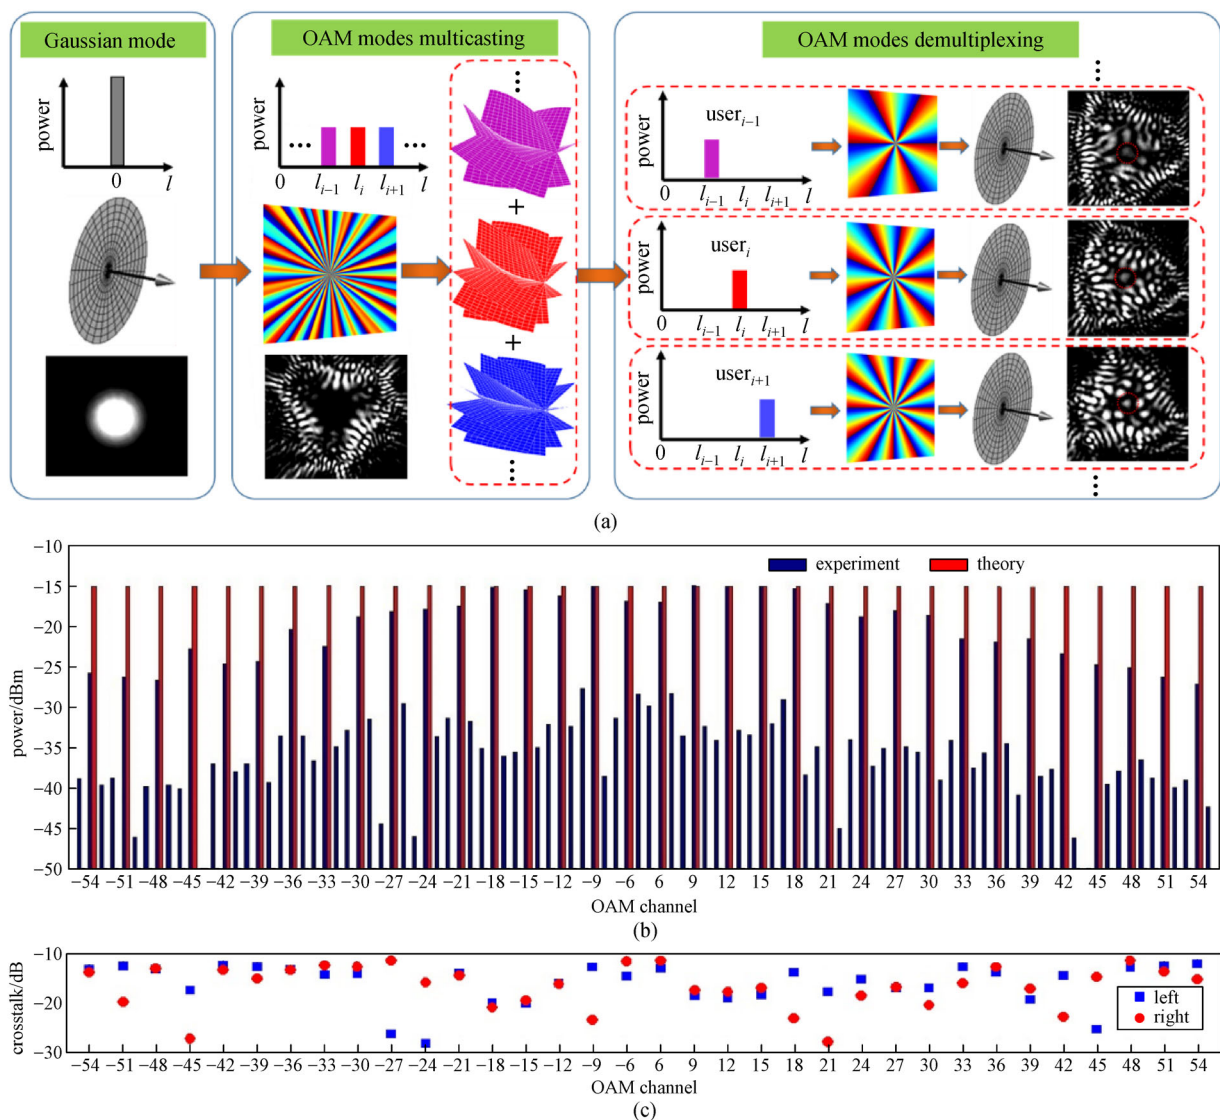 (a)
Gaussian mode
OAM modes multicasting
OAM modes demultiplexing
power
0
l
power
0
l_{i−1}
l_i
l_{i+1}
l
+
+
power
user_{i−1}
0
l_{i−1}
l_i
l_{i+1}
l
power
user_i
0
l_{i−1}
l_i
l_{i+1}
l
power
user_{i+1}
0
l_{i−1}
l_i
l_{i+1}
l
−10
−15
−20
−25
−30
−35
−40
−45
−50
power/dBm
experiment
theory
−54 −51 −48 −45 −42 −39 −36 −33 −30 −27 −24 −21 −18 −15 −12 −9 −6 6 9 12 15 18 21 24 27 30 33 36 39 42 45 48 51 54
OAM channel
(b)
−10
−20
−30
crosstalk/dB
left
right
−54 −51 −48 −45 −42 −39 −36 −33 −30 −27 −24 −21 −18 −15 −12 −9 −6 6 9 12 15 18 21 24 27 30 33 36 39 42 45 48 51 54
OAM channel
(c)